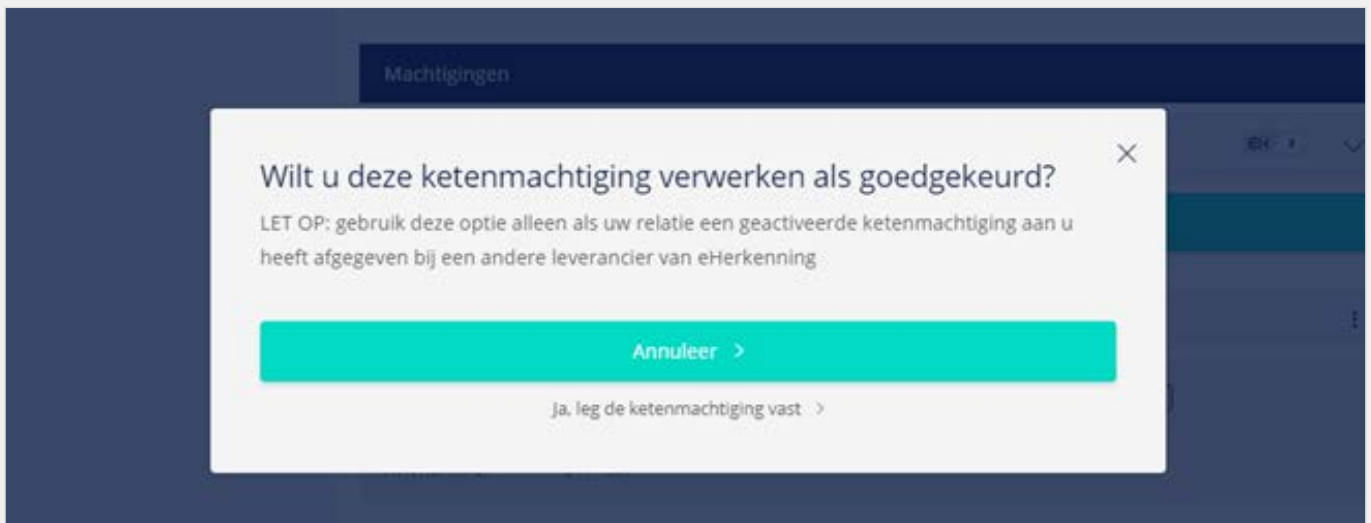 Machtigingen
Wilt u deze ketenmachtiging verwerken als goedgekeurd?
LET OP: gebruik deze optie alleen als uw relatie een geactiveerde ketenmachtiging aan u
heeft afgegeven bij een andere leverancier van eHerkenning
Annuleer
Ja, leg de ketenmachtiging vast